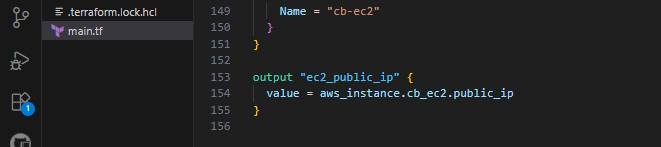 .terraform.lock.hcl
main.tf
1
149 Name = "cb-ec2"
150 }
151 }
152
153 output "ec2_public_ip" {
154 value = aws_instance.cb_ec2.public_ip
155 }
156